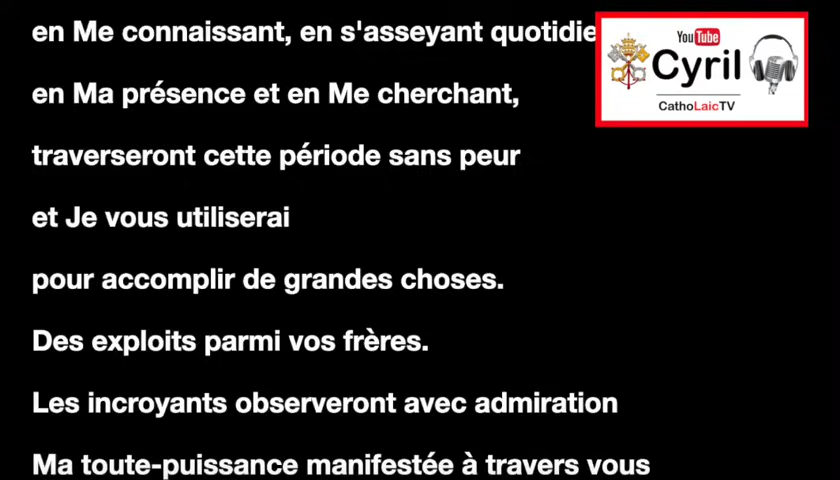 en Me connaissant, en s'asseyant
en Ma présence et en Me cherchant,
traverseront cette période sans peur
et Je vous utiliserai
pour accomplir de grandes choses.
Des exploits parmi vos frères.
Les incroyants observeront avec admiration
Ma toute-puissance manifestée à travers vous
YouTube
Cyril
CathoLaicTV